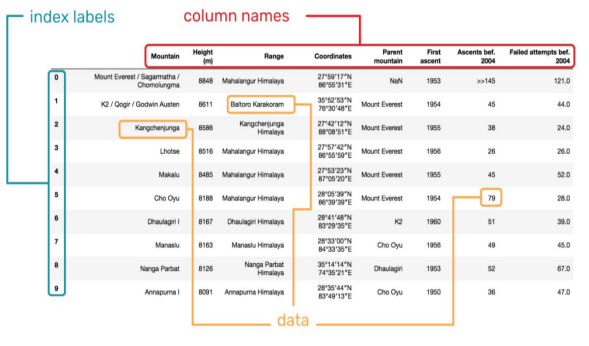 index labels
column names
Mountain Height (m) Range Coordinates Parent mountain First ascent Ascents bef. 2004 Failed attempts bef. 2004
0 Mount Everest / Sagarmatha / Chomolungma 8848 Mahalangur Himalaya 27°59'17"N 86°55'31"E NaN 1953 >>145 121.0
1 K2 / Qogir / Godwin Austen 8611 Baltoro Karakoram 35°52'53"N 76°30'48"E Mount Everest 1954 45 44.0
2 Kangchenjunga 8586 Kangchenjunga Himalaya 27°42'12"N 88°08'51"E Mount Everest 1955 38 24.0
3 Lhotse 8516 Mahalangur Himalaya 27°57'42"N 86°55'59"E Mount Everest 1956 26 26.0
4 Makalu 8485 Mahalangur Himalaya 27°53'23"N 87°05'20"E Mount Everest 1955 45 52.0
5 Cho Oyu 8188 Mahalangur Himalaya 28°05'39"N 86°39'39"E Mount Everest 1954 79 28.0
6 Dhaulagiri I 8167 Dhaulagiri Himalaya 28°41'48"N 83°29'35"E K2 1960 51 39.0
7 Manaslu 8163 Manaslu Himalaya 28°33'00"N 84°33'35"E Cho Oyu 1956 49 45.0
8 Nanga Parbat 8126 Nanga Parbat Himalaya 35°14'14"N 74°35'21"E Dhaulagiri 1953 52 67.0
9 Annapurna I 8091 Annapurna Himalaya 28°35'44"N 83°49'13"E Cho Oyu 1950 36 47.0
data